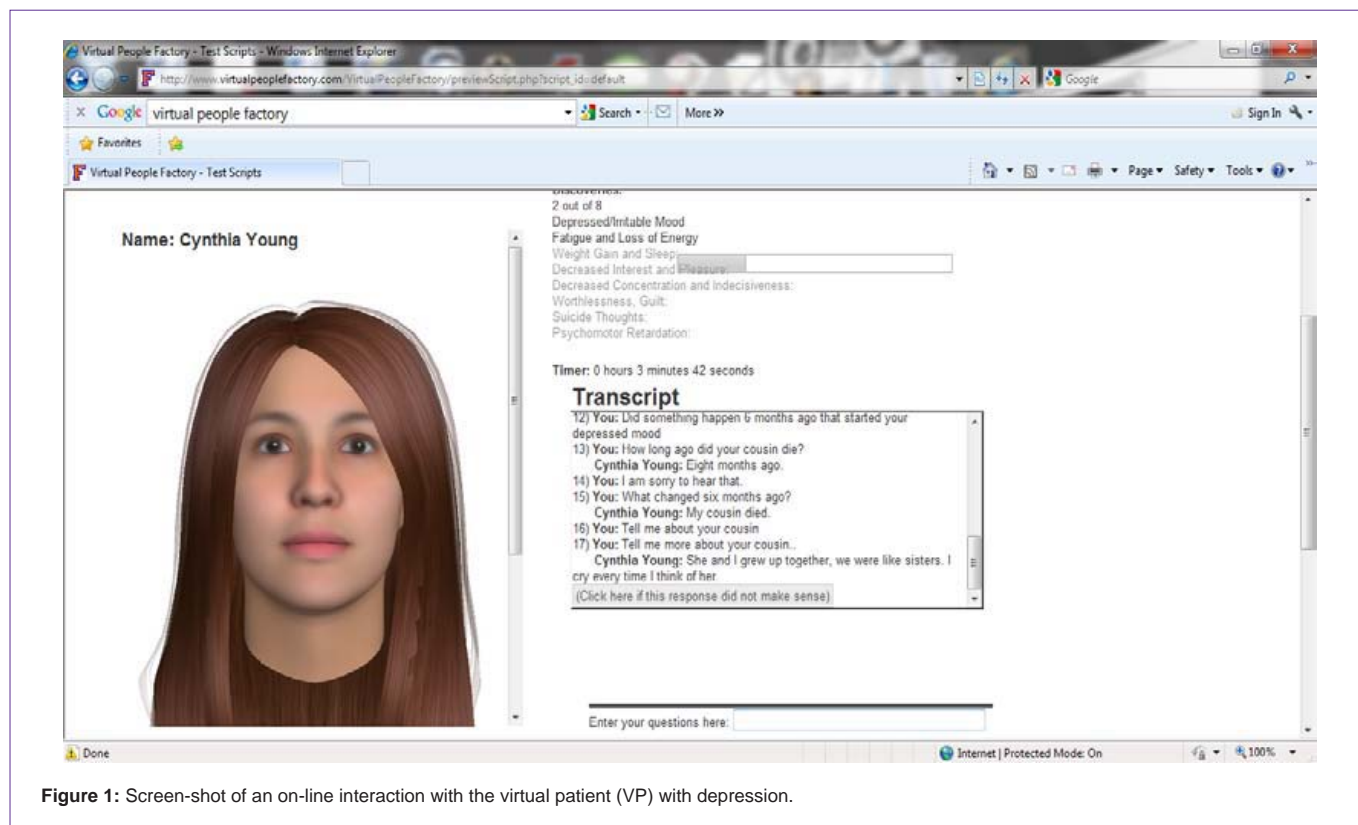 Virtual People Factory - Test Scripts - Windows Internet Explorer
http://www.virtualpeoplefactory.com/VirtualPeopleFactory/previewScript.php?script_id=default
Google
x Google virtual people factory Search More >> Sign In
Favorites
Virtual People Factory - Test Scripts
Page Safety Tools
Name: Cynthia Young
Discoveries:
2 out of 8
Depressed/Irritable Mood
Fatigue and Loss of Energy
Weight Gain and Sleep:
Decreased Interest and Pleasure:
Decreased Concentration and Indecisiveness:
Worthlessness, Guilt:
Suicide Thoughts:
Psychomotor Retardation:
Timer: 0 hours 3 minutes 42 seconds
Transcript
12) You: Did something happen 6 months ago that started your
depressed mood
13) You: How long ago did your cousin die?
Cynthia Young: Eight months ago.
14) You: I am sorry to hear that.
15) You: What changed six months ago?
Cynthia Young: My cousin died.
16) You: Tell me about your cousin
17) You: Tell me more about your cousin..
Cynthia Young: She and I grew up together, we were like sisters. I
cry every time I think of her
(Click here if this response did not make sense)
Enter your questions here:
Done
Internet | Protected Mode: On
100%
Figure 1: Screen-shot of an on-line interaction with the virtual patient (VP) with depression.